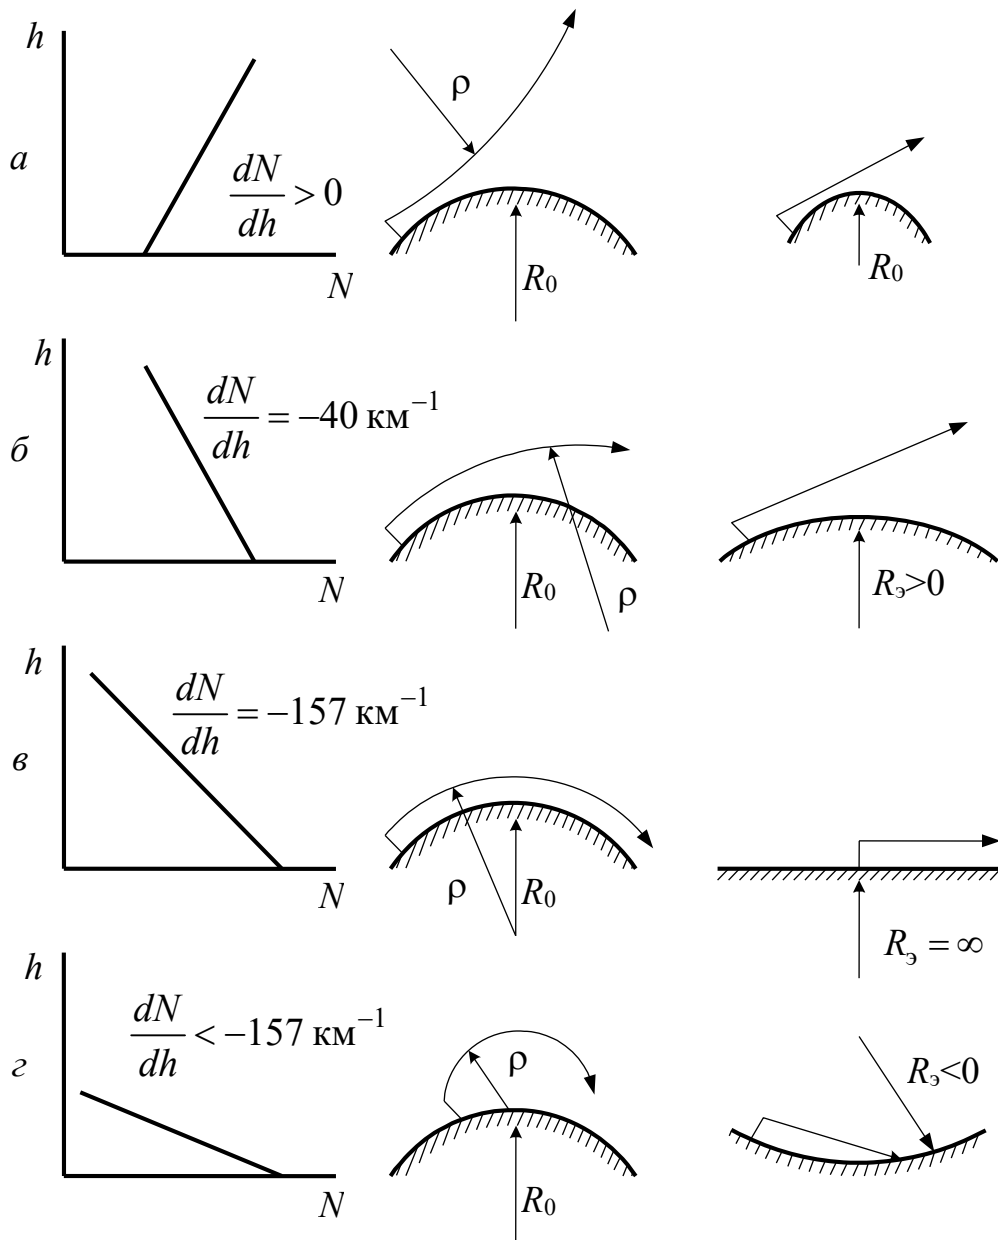 h
а
dN/dh > 0
N
ρ
R₀
R₀
h
б
dN/dh = −40 км⁻¹
N
R₀
ρ
Rэ>0
h
в
dN/dh = −157 км⁻¹
N
ρ
R₀
Rэ = ∞
h
г
dN/dh < −157 км⁻¹
N
ρ
R₀
Rэ<0